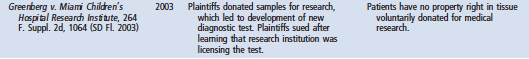 Greenberg v. Miami Children's 2003 Plaintiffs donated samples for research, Patients have no property right in tissue
Hospital Research Institute, 264 which led to development of new voluntarily donated for medical
F. Suppl. 2d, 1064 (SD Fl. 2003) diagnostic test. Plaintiffs sued after research.
learning that research institution was
licensing the test.